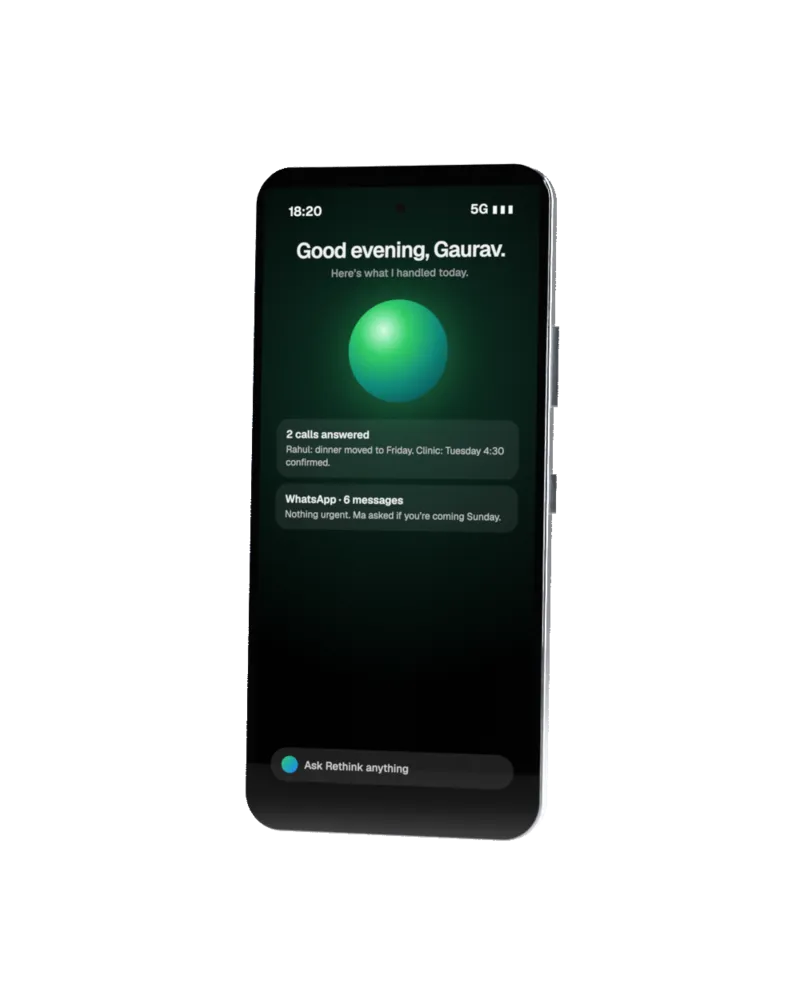 18:20
5G
Good evening, Gaurav.
Here's what I handled today.
2 calls answered
Rahul: dinner moved to Friday. Clinic: Tuesday 4:30
confirmed.
WhatsApp · 6 messages
Nothing urgent. Ma asked if you're coming Sunday.
Ask Rethink anything